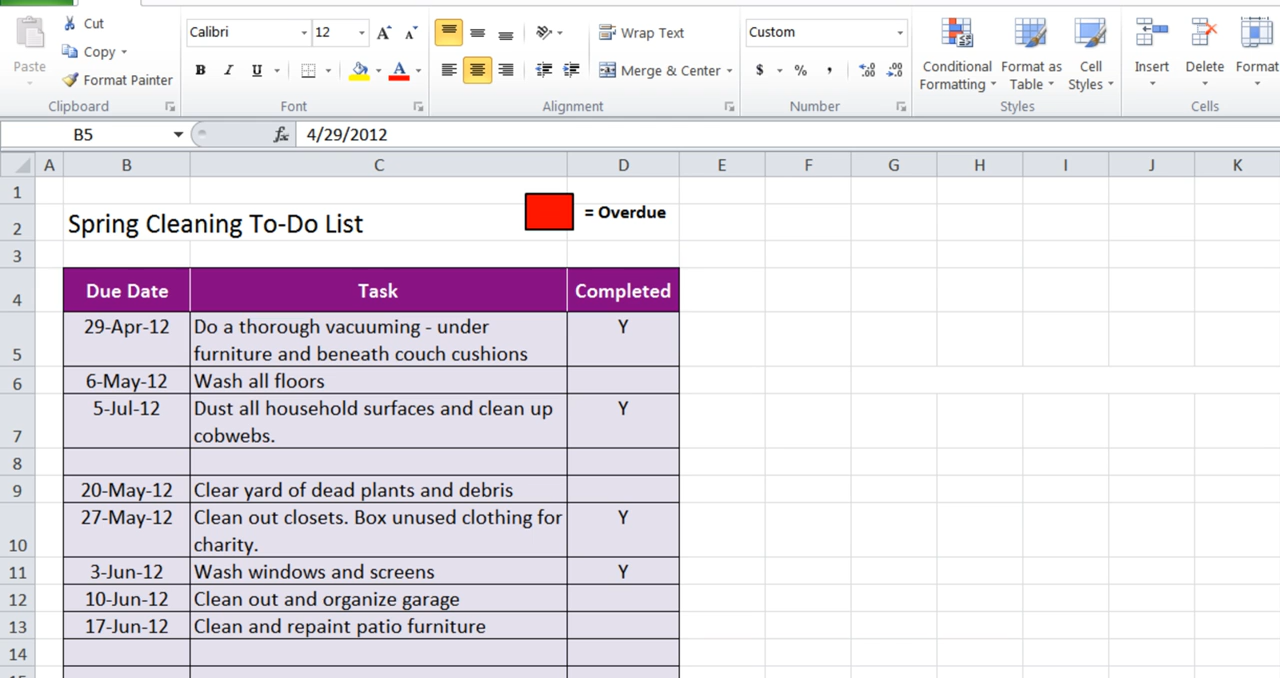 Cut
Calibri 12
Wrap Text
Custom
Copy
Paste
Format Painter
B I U A
Merge & Center
$ % ,
Conditional Formatting
Format as Table
Cell Styles
Insert
Delete
Format
Clipboard
Font
Alignment
Number
Styles
Cells
B5 fx 4/29/2012
A B C D E F G H I J K
1
= Overdue
2 Spring Cleaning To-Do List
3
4 Due Date Task Completed
29-Apr-12 Do a thorough vacuuming - under Y
5 furniture and beneath couch cushions
6 6-May-12 Wash all floors
5-Jul-12 Dust all household surfaces and clean up Y
7 cobwebs.
8
9 20-May-12 Clear yard of dead plants and debris
27-May-12 Clean out closets. Box unused clothing for Y
10 charity.
11 3-Jun-12 Wash windows and screens Y
12 10-Jun-12 Clean out and organize garage
13 17-Jun-12 Clean and repaint patio furniture
14